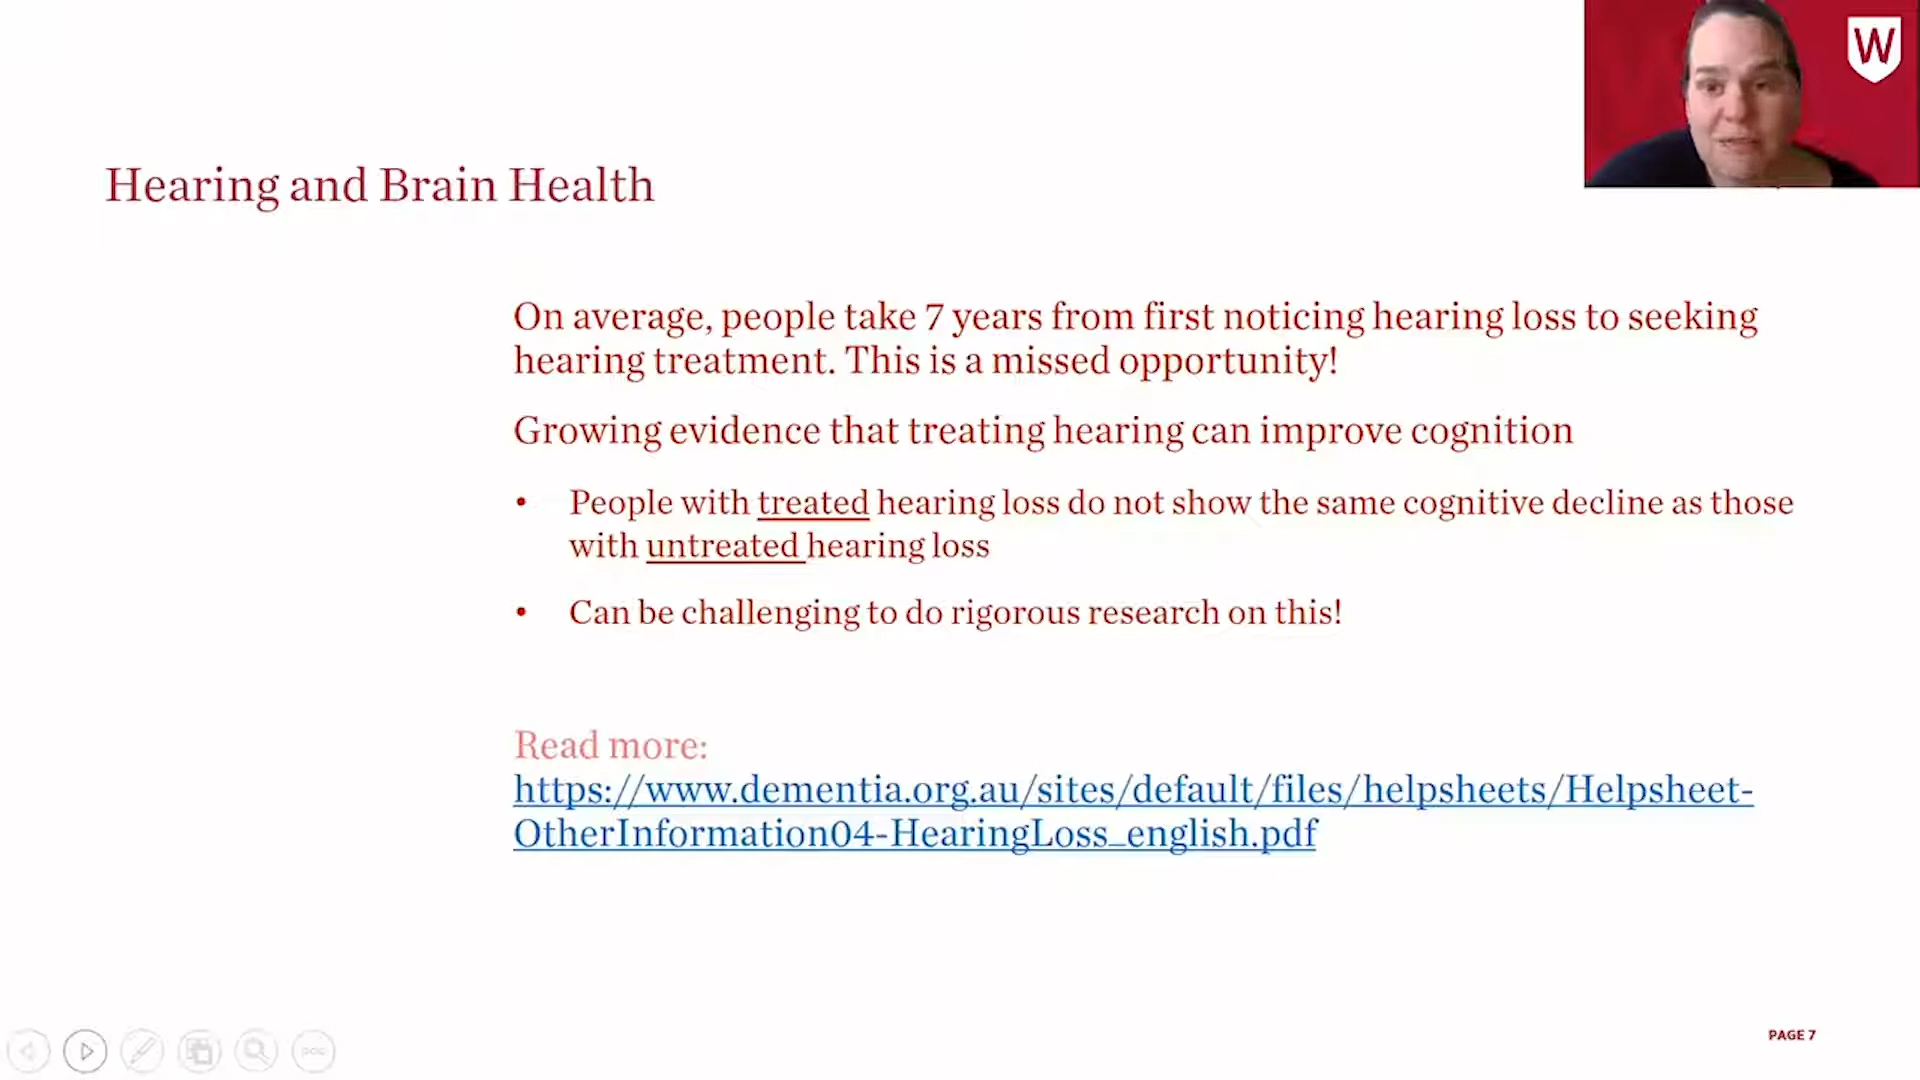 W
Hearing and Brain Health
On average, people take 7 years from first noticing hearing loss to seeking
hearing treatment. This is a missed opportunity!
Growing evidence that treating hearing can improve cognition
• People with treated hearing loss do not show the same cognitive decline as those
with untreated hearing loss
• Can be challenging to do rigorous research on this!
Read more:
https://www.dementia.org.au/sites/default/files/helpsheets/Helpsheet-
OtherInformation04-HearingLoss_english.pdf
PAGE 7